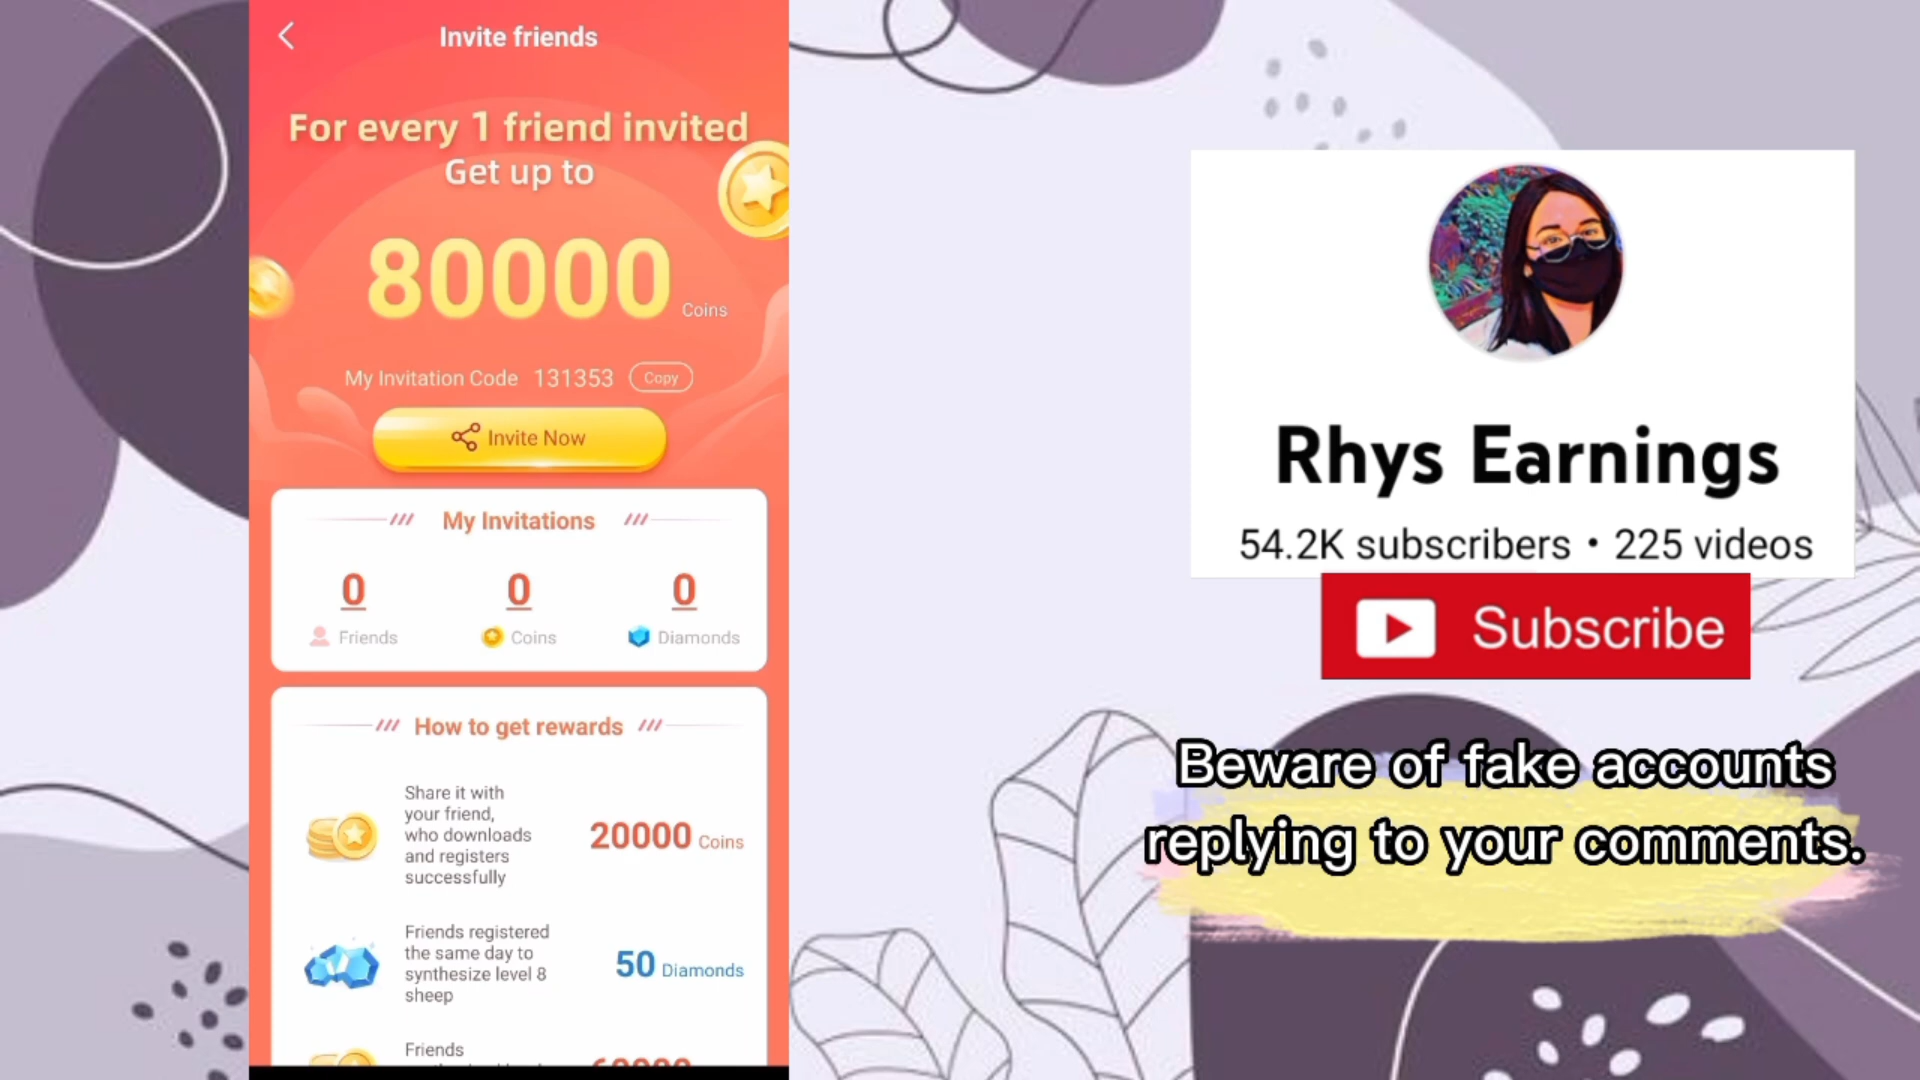 Invite friends
For every 1 friend invited
Get up to
80000 Coins
My Invitation Code 131353 Copy
Invite Now
My Invitations
0 0 0
Friends Coins Diamonds
How to get rewards
Share it with
your friend,
who downloads
and registers
successfully
20000 Coins
Friends registered
the same day to
synthesize level 8
sheep
50 Diamonds
Friends
Rhys Earnings
54.2K subscribers • 225 videos
Subscribe
Beware of fake accounts
replying to your comments.